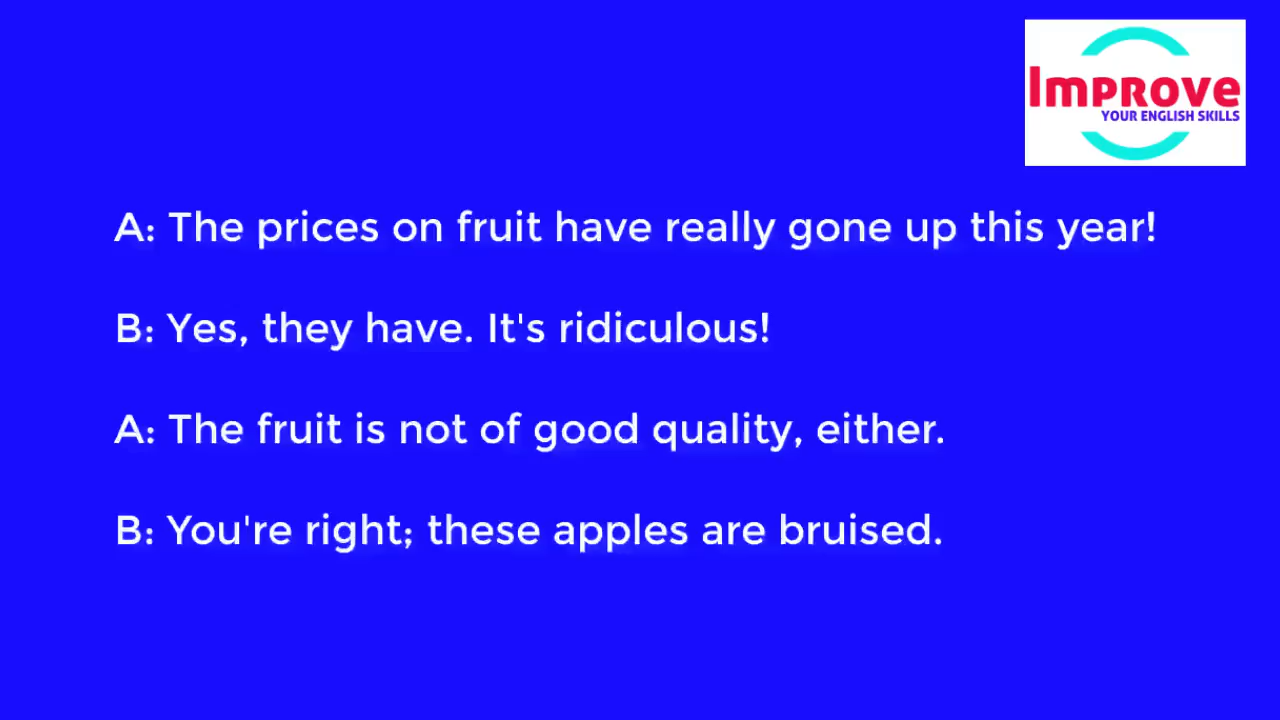 Improve
YOUR ENGLISH SKILLS
A: The prices on fruit have really gone up this year!
B: Yes, they have. It's ridiculous!
A: The fruit is not of good quality, either.
B: You're right; these apples are bruised.